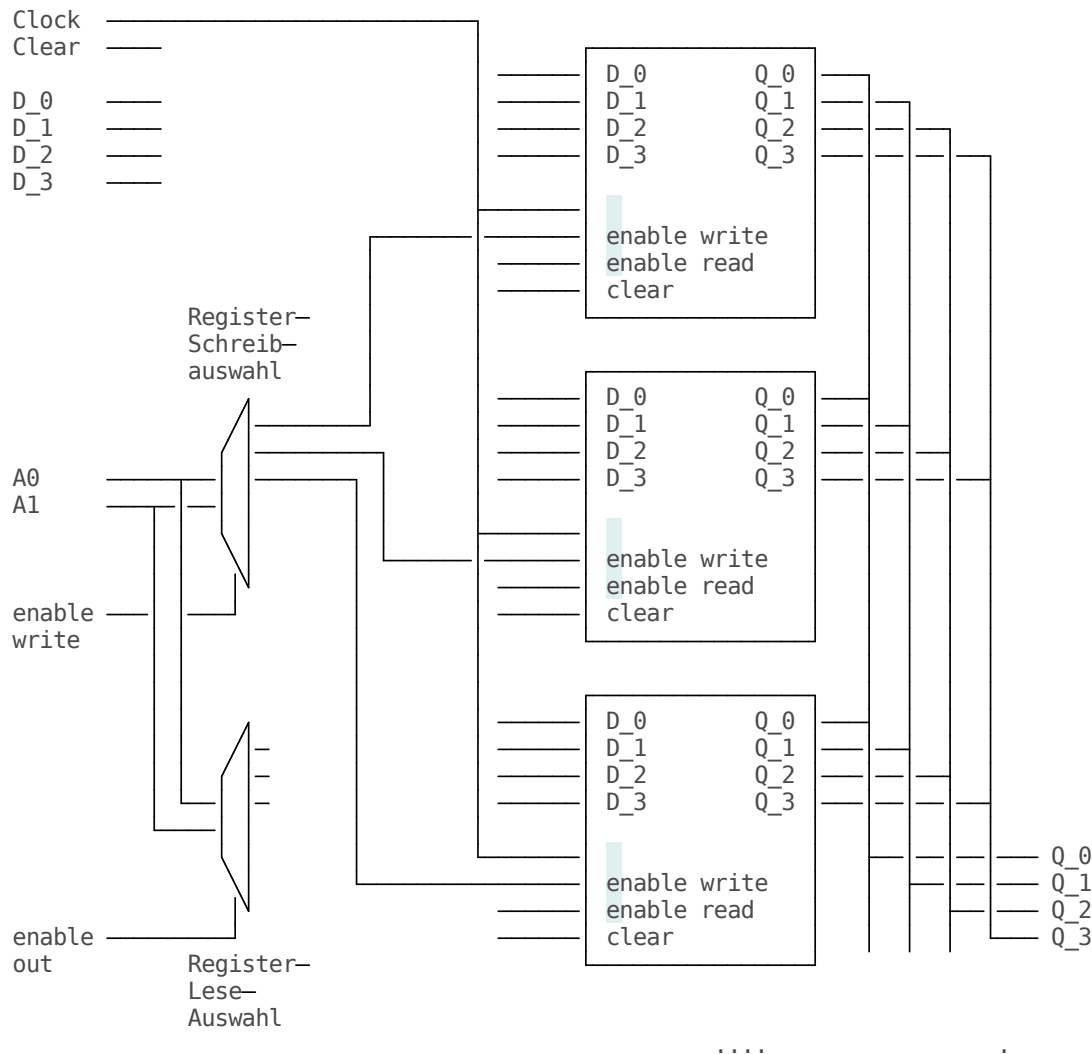 Clock
Clear
D_0
D_1
D_2
D_3
D_0 Q_0
D_1 Q_1
D_2 Q_2
D_3 Q_3
enable write
enable read
clear
Register–
Schreib–
auswahl
A0
A1
enable
write
D_0 Q_0
D_1 Q_1
D_2 Q_2
D_3 Q_3
enable write
enable read
clear
D_0 Q_0
D_1 Q_1
D_2 Q_2
D_3 Q_3
enable write
enable read
clear
enable
out
Register–
Lese–
Auswahl
Q_0
Q_1
Q_2
Q_3